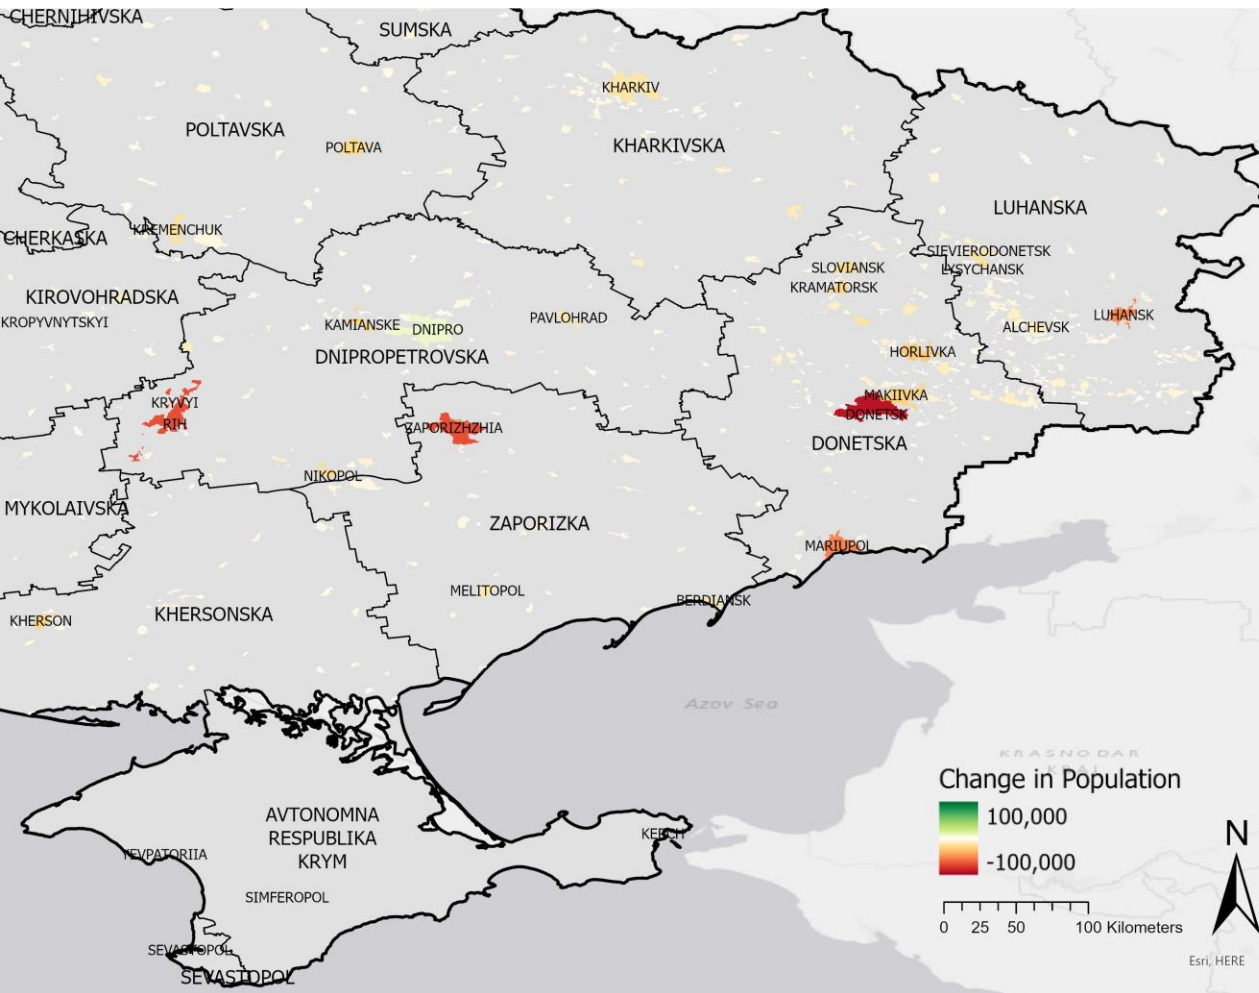 CHERNIHIVSKA
SUMSKA
KHARKIV
POLTAVSKA
POLTAVA
KHARKIVSKA
LUHANSKA
KREMENCHUK
CHERKASKA
SIEVIERODONETSK
LYSYCHANSK
SLOVIANSK
KRAMATORSK
KIROVOHRADSKA
KROPYVNYTSKYI
KAMIANSKE
DNIPRO
PAVLOHRAD
LUHANSK
ALCHEVSK
DNIPROPETROVSKA
HORLIVKA
KRYVYI
RIH
MAKIIVKA
DONETSK
ZAPORIZHZHIA
DONETSKA
NIKOPOL
MYKOLAIVSKA
ZAPORIZKA
MARIUPOL
MELITOPOL
BERDIANSK
KHERSONSKA
KHERSON
Azov Sea
KRASNODAR
KRAI
AVTONOMNA
RESPUBLIKA
KRYM
KERCH
YEVPATORIIA
SIMFEROPOL
SEVASTOPOL
SEVASTOPOL
Change in Population
100,000
-100,000
N
0 25 50 100 Kilometers
Esri, HERE